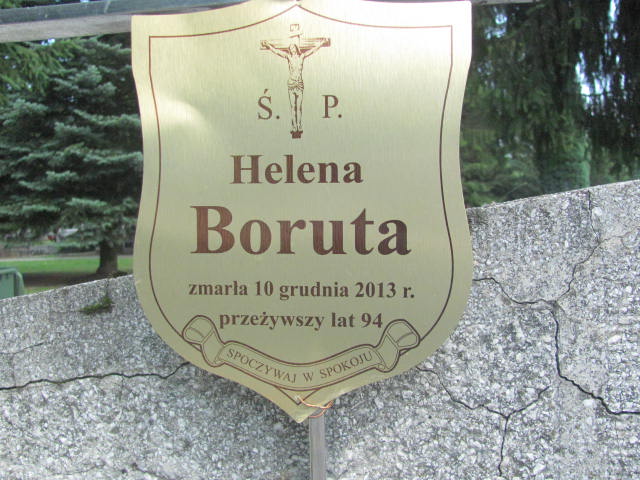 Ś. P.
Helena
Boruta
zmarła 10 grudnia 2013 r.
przeżywszy lat 94
SPOCZYWAJ W SPOKOJU